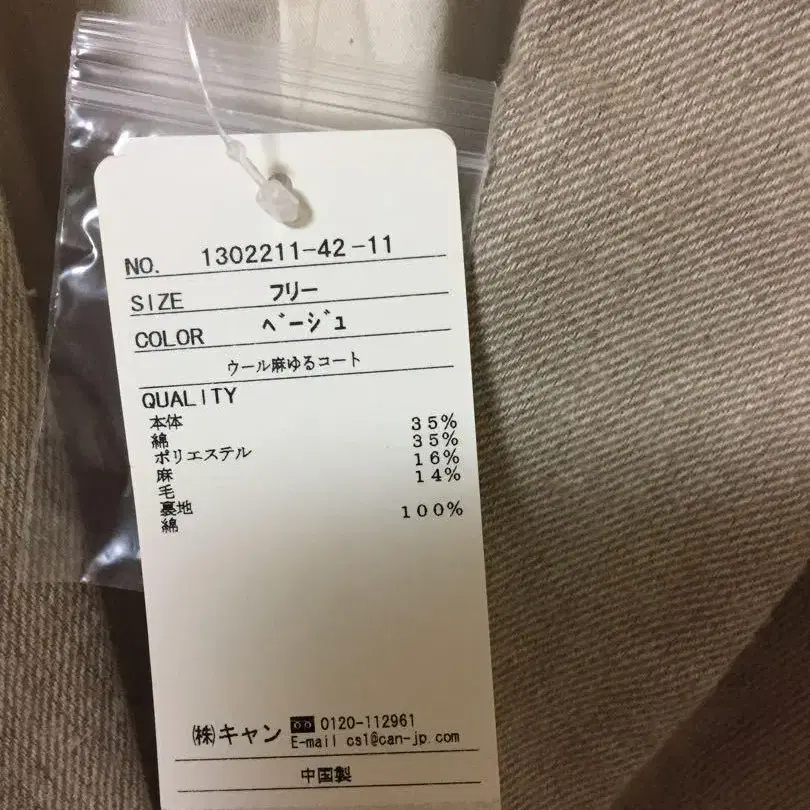 NO. 1302211-42-11
SIZE フリー
COLOR ベージュ
ウール麻ゆるコート
QUALITY
本体 35%
綿 35%
ポリエステル 16%
麻 14%
毛
裏地 100%
綿
㈱キャン 0120-112961
E-mail cs1@can-jp.com
中国製